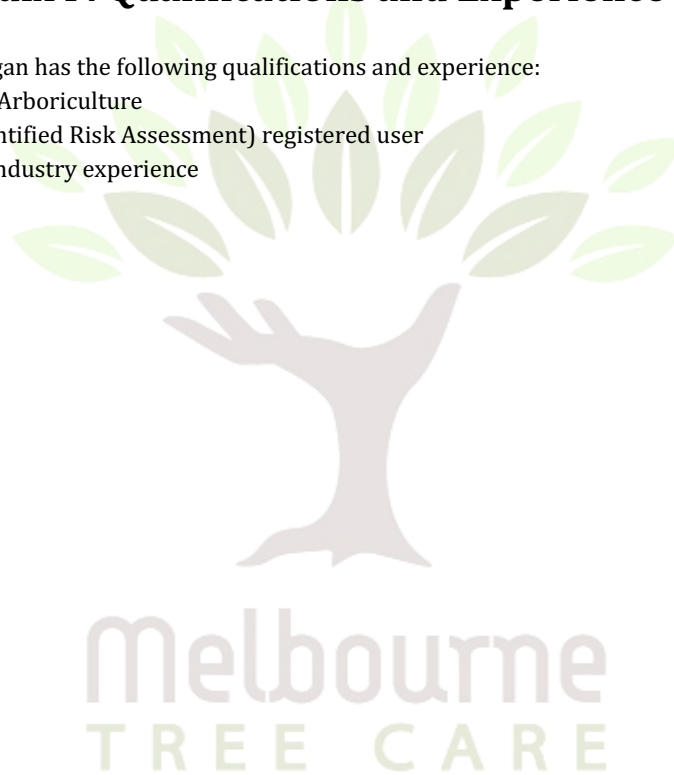 Qualifications and Experience
gan has the following qualifications and experience:
Arboriculture
ntified Risk Assessment) registered user
ndustry experience
Melbourne
TREE CARE